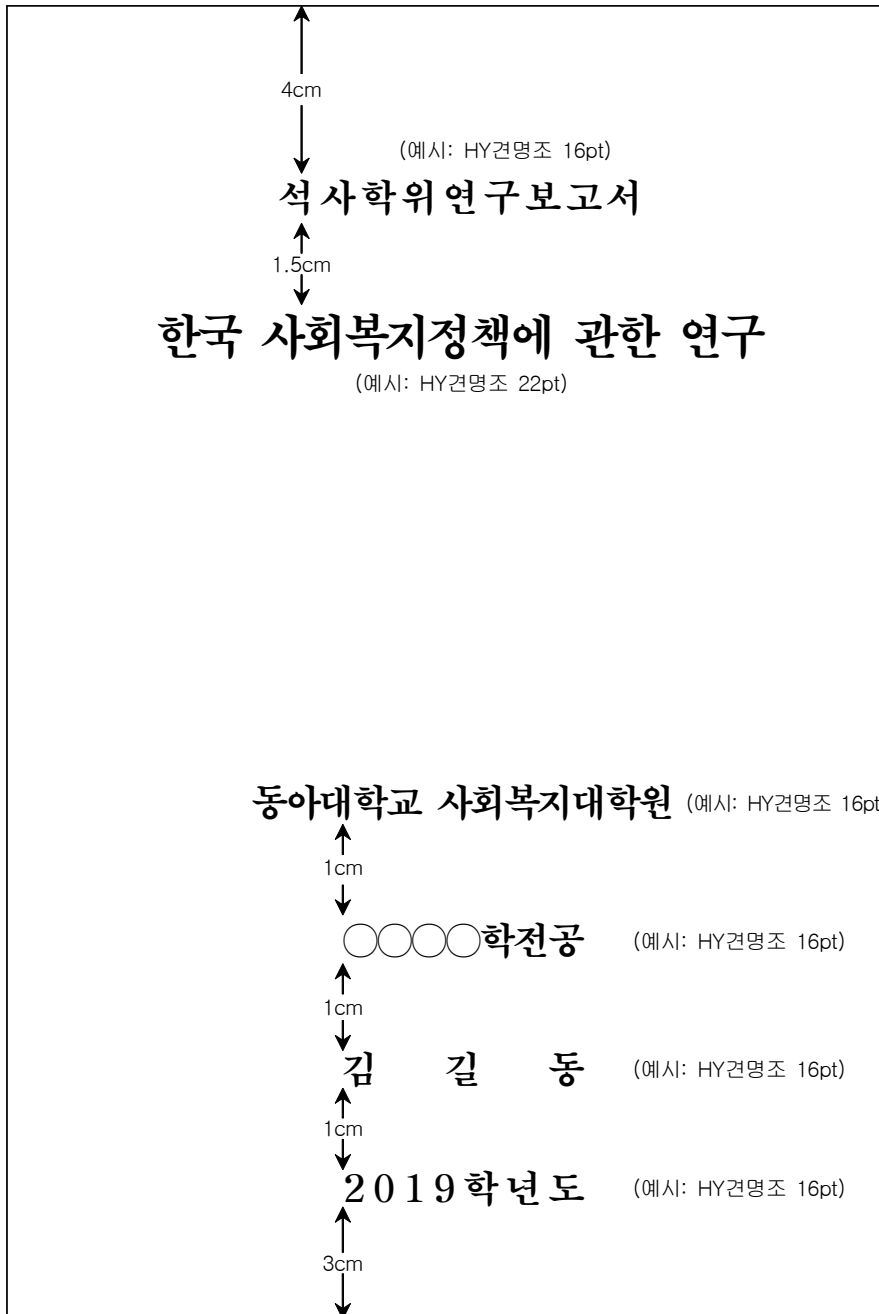 4cm
(예시: HY견명조 16pt)
석사학위연구보고서
1.5cm
한국 사회복지정책에 관한 연구
(예시: HY견명조 22pt)
동아대학교 사회복지대학원 (예시: HY견명조 16pt
1cm
○○○○학전공 (예시: HY견명조 16pt)
1cm
김 길 동 (예시: HY견명조 16pt)
1cm
2019학년도 (예시: HY견명조 16pt)
3cm